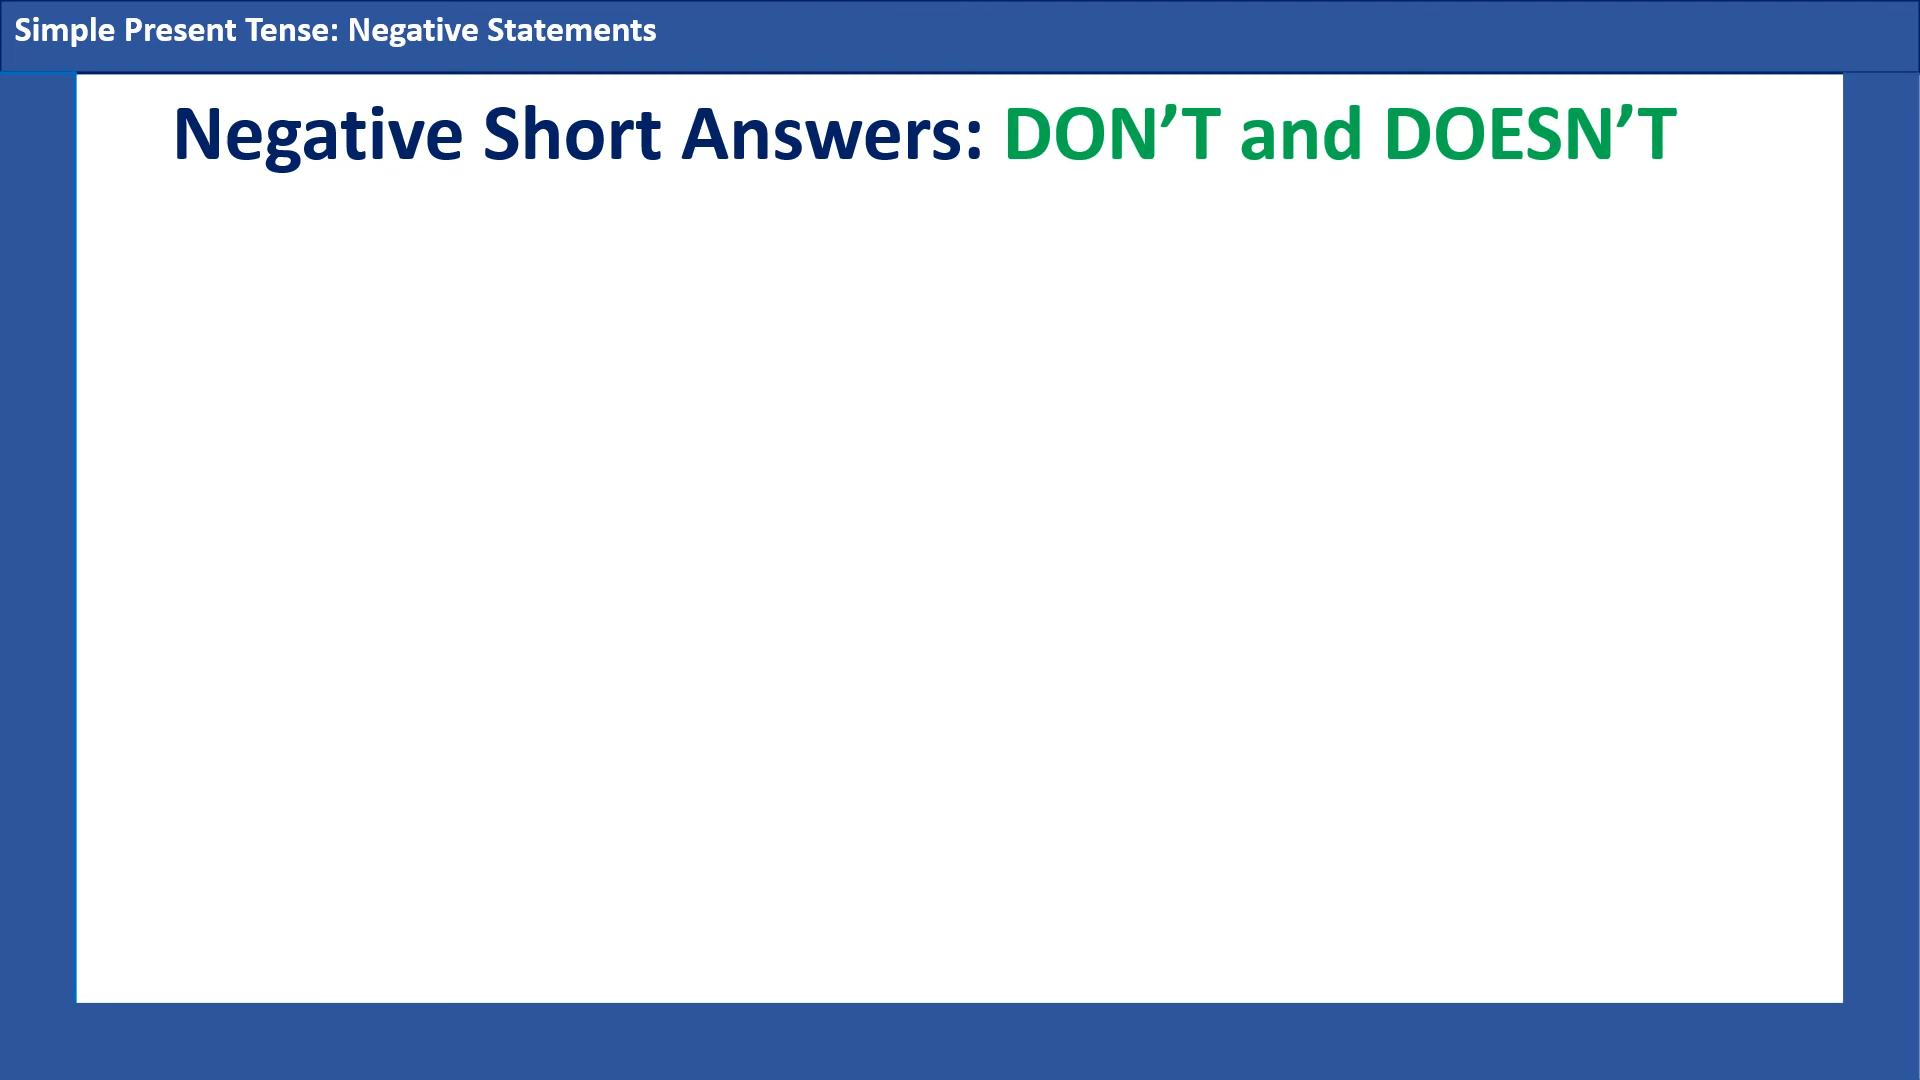 Simple Present Tense: Negative Statements
Negative Short Answers: DON’T and DOESN’T